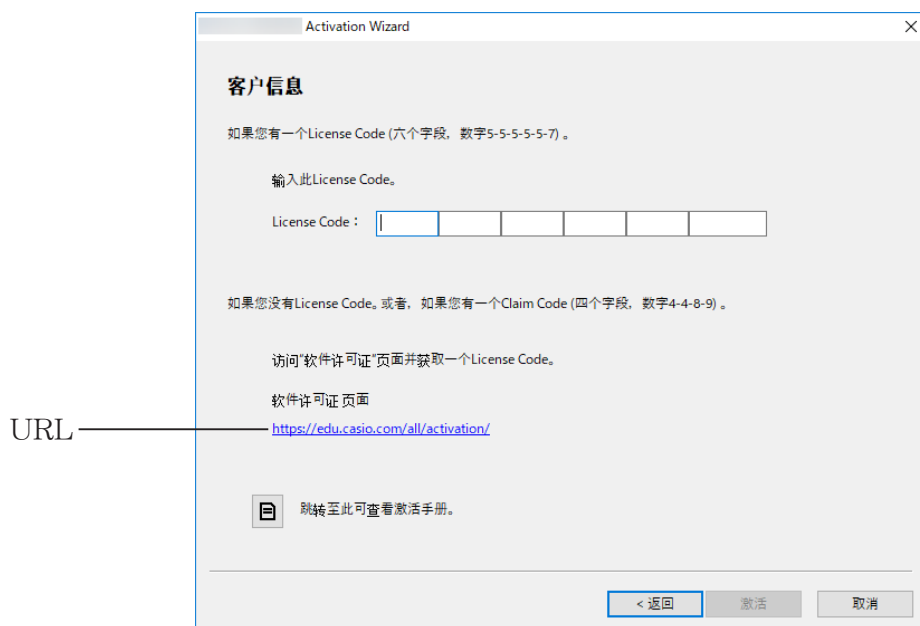 Activation Wizard
客户信息
如果您有一个License Code (六个字段，数字5-5-5-5-5-7) 。
输入此License Code。
License Code：
如果您没有License Code。或者，如果您有一个Claim Code (四个字段，数字4-4-8-9) 。
访问"软件许可证"页面并获取一个License Code。
软件许可证 页面
URL
https://edu.casio.com/all/activation/
跳转至此可查看激活手册。
< 返回
激活
取消